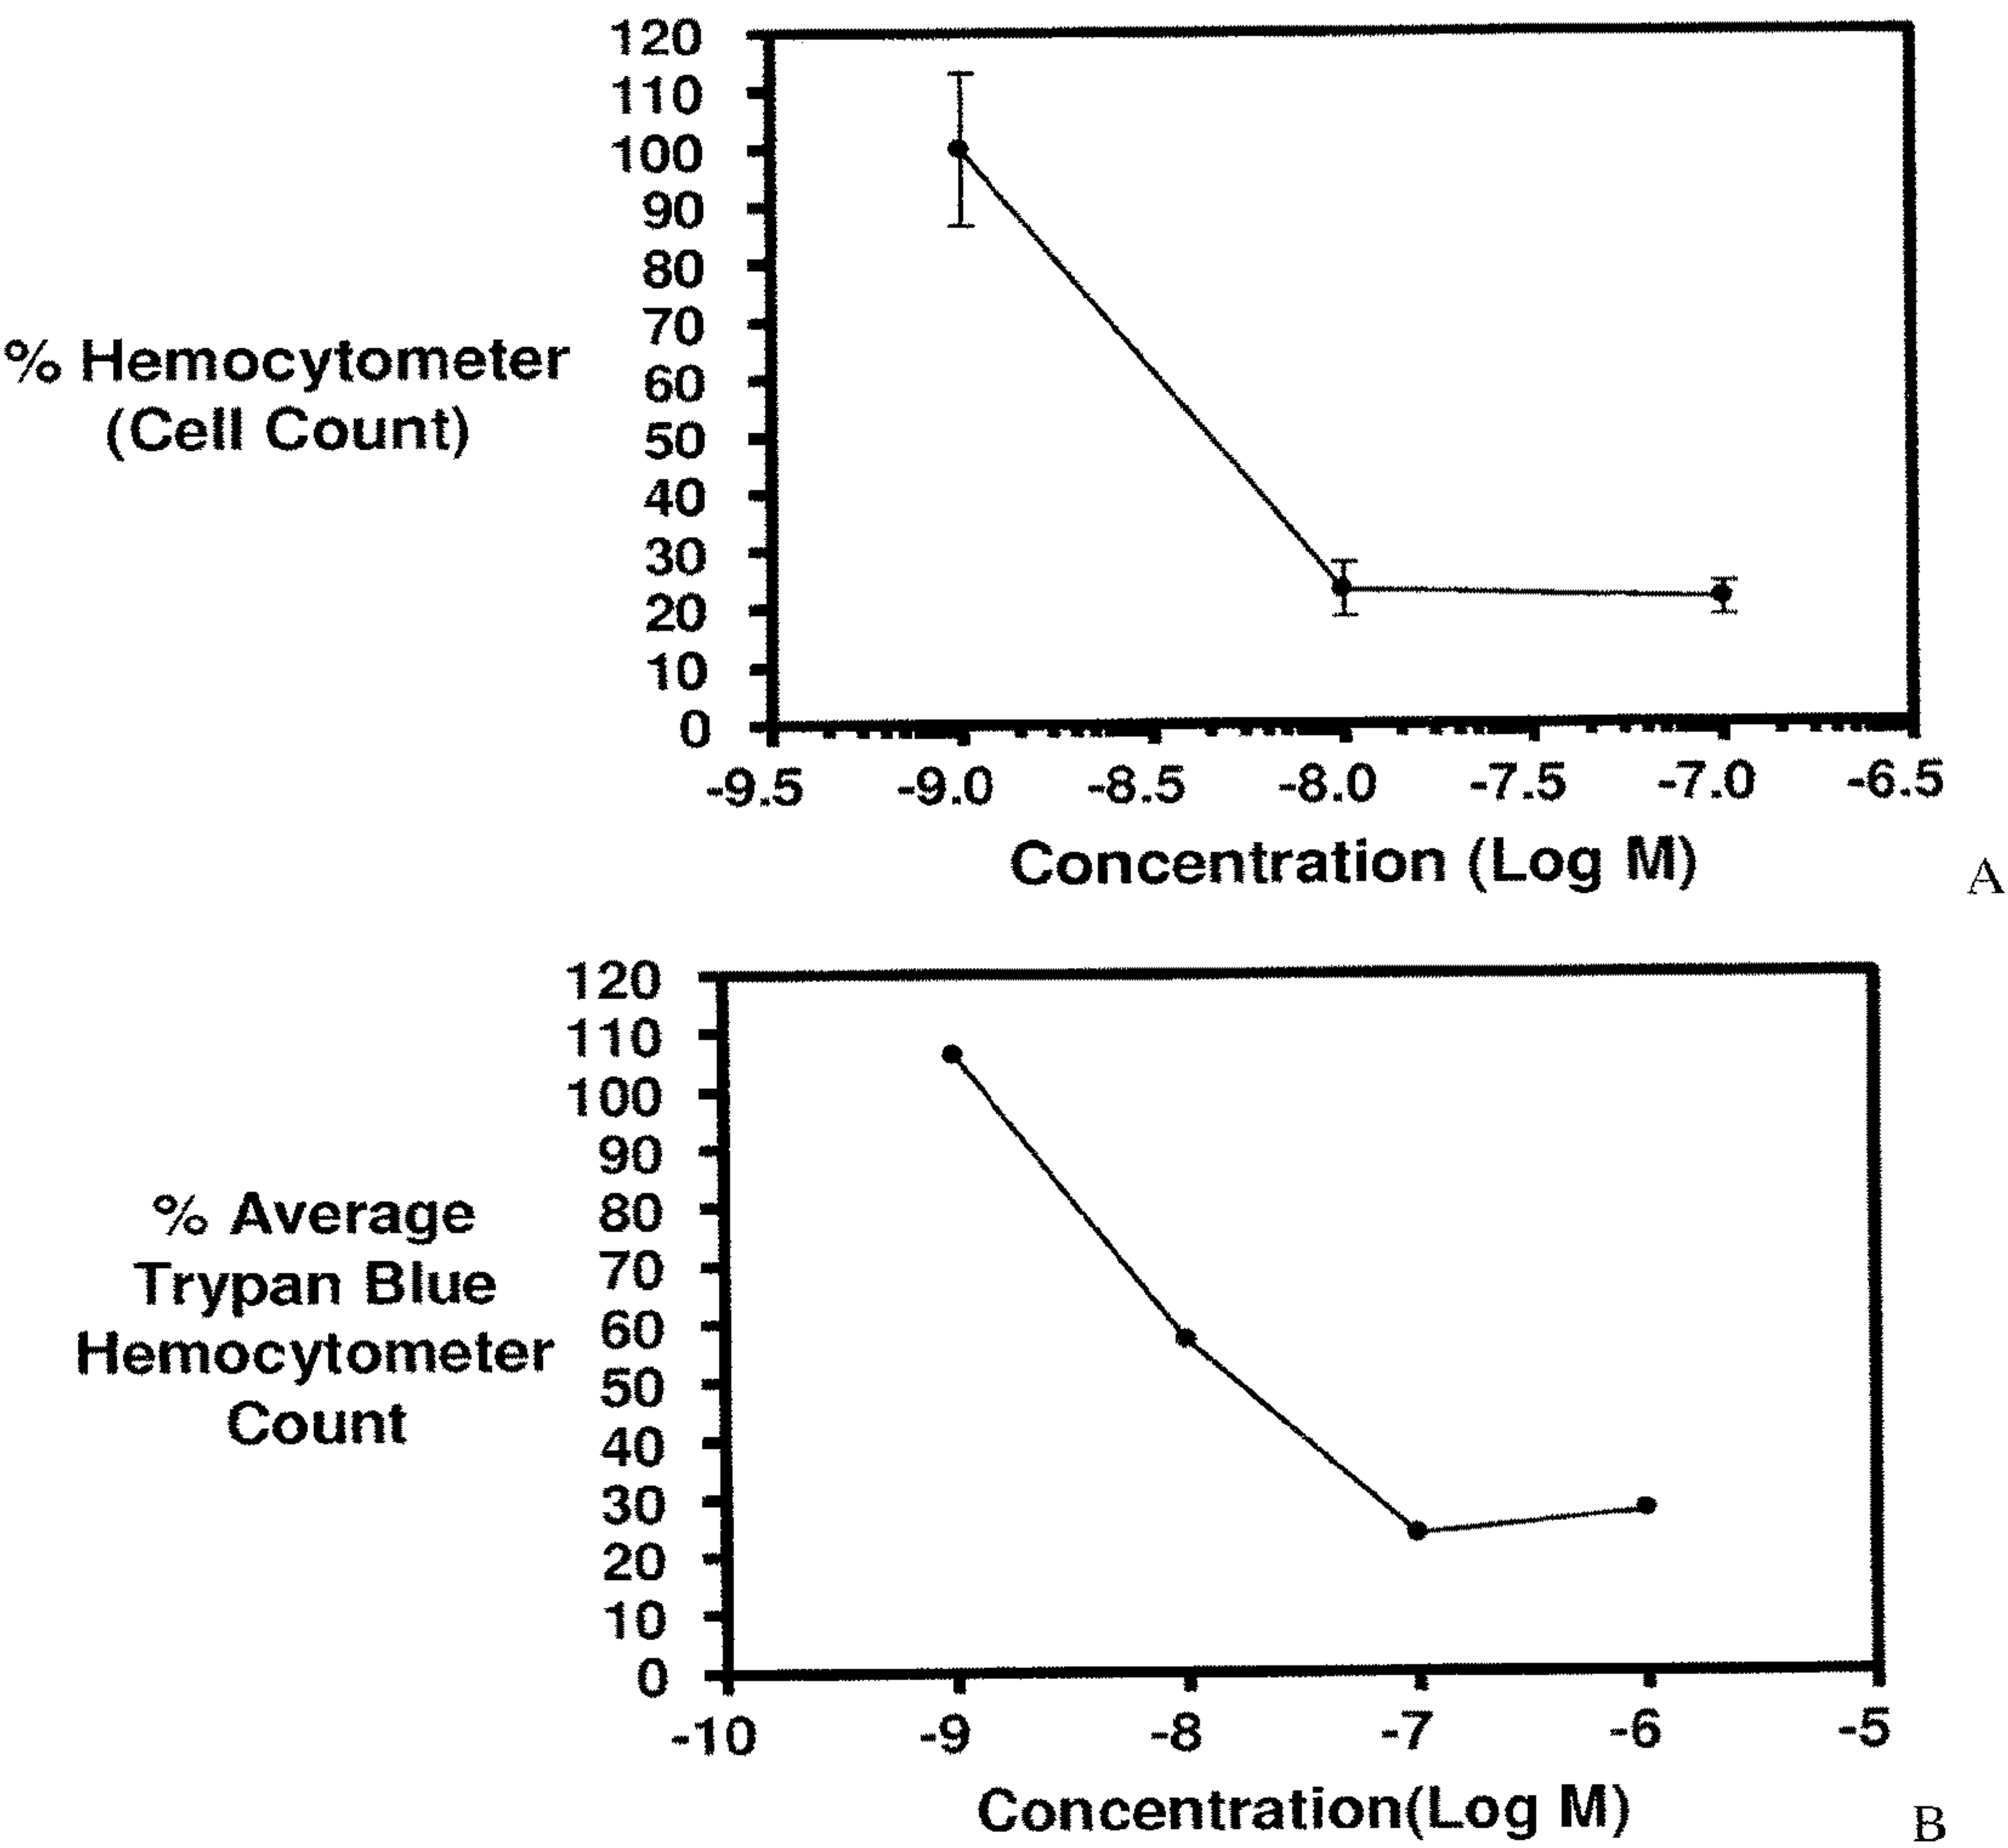 120
110
100
90
80
70
60
50
40
30
20
10
0
% Hemocytometer
(Cell Count)
-9.5 -9.0 -8.5 -8.0 -7.5 -7.0 -6.5
Concentration (Log M)
A
120
110
100
90
80
70
60
50
40
30
20
10
0
% Average
Trypan Blue
Hemocytometer
Count
-10 -9 -8 -7 -6 -5
Concentration(Log M)
B